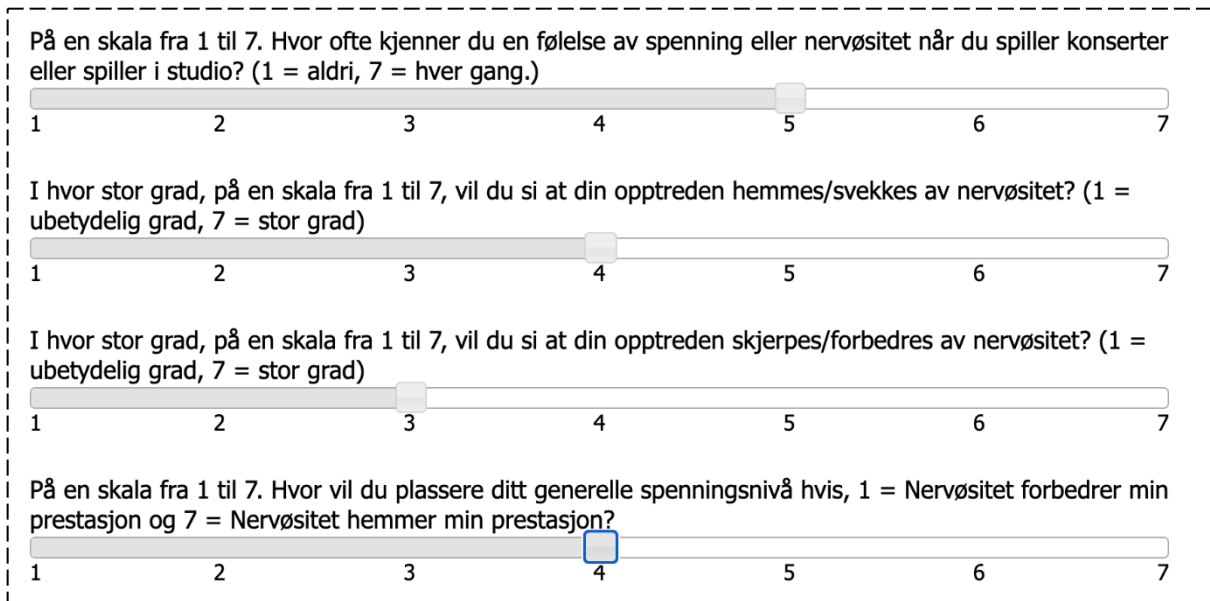 På en skala fra 1 til 7. Hvor ofte kjenner du en følelse av spenning eller nervøsitet når du spiller konserter
eller spiller i studio? (1 = aldri, 7 = hver gang.)
1 2 3 4 5 6 7
I hvor stor grad, på en skala fra 1 til 7, vil du si at din opptreden hemmes/svekkes av nervøsitet? (1 =
ubetydelig grad, 7 = stor grad)
1 2 3 4 5 6 7
I hvor stor grad, på en skala fra 1 til 7, vil du si at din opptreden skjerpes/forbedres av nervøsitet? (1 =
ubetydelig grad, 7 = stor grad)
1 2 3 4 5 6 7
På en skala fra 1 til 7. Hvor vil du plassere ditt generelle spenningsnivå hvis, 1 = Nervøsitet forbedrer min
prestasjon og 7 = Nervøsitet hemmer min prestasjon?
1 2 3 4 5 6 7